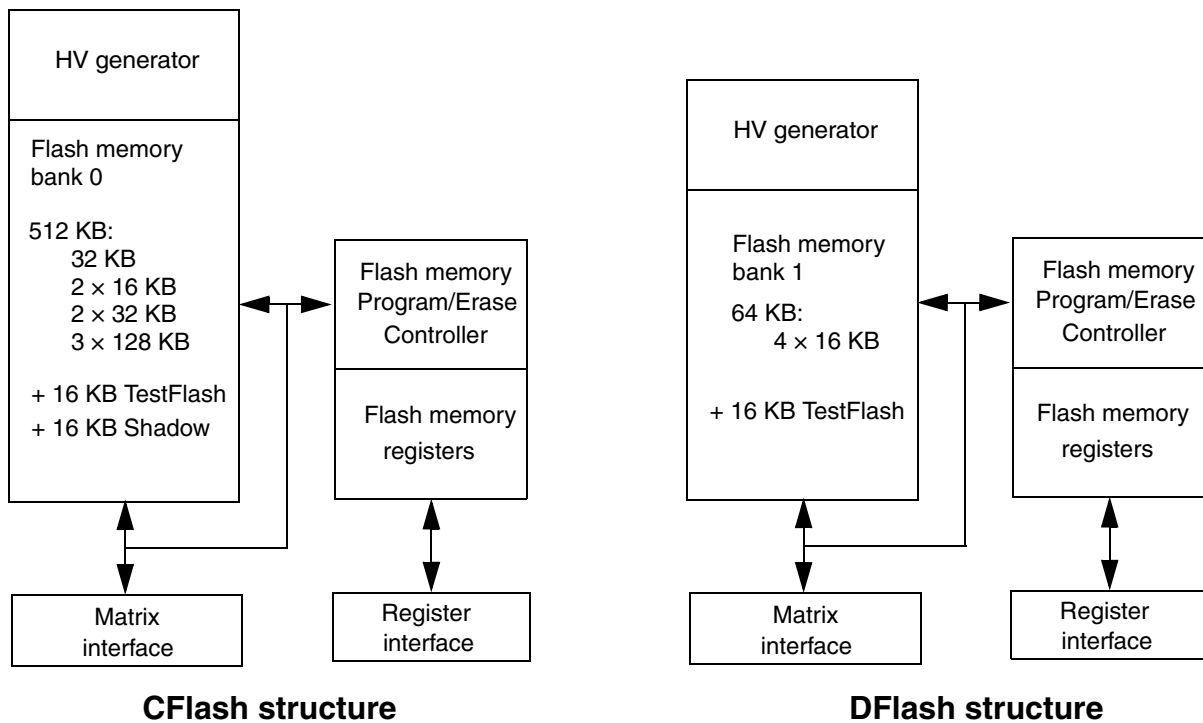 HV generator
Flash memory
bank 0
512 KB:
32 KB
2 × 16 KB
2 × 32 KB
3 × 128 KB
+ 16 KB TestFlash
+ 16 KB Shadow
Flash memory
Program/Erase
Controller
Flash memory
registers
Matrix
interface
Register
interface
CFlash structure
HV generator
Flash memory
bank 1
64 KB:
4 × 16 KB
+ 16 KB TestFlash
Flash memory
Program/Erase
Controller
Flash memory
registers
Matrix
interface
Register
interface
DFlash structure